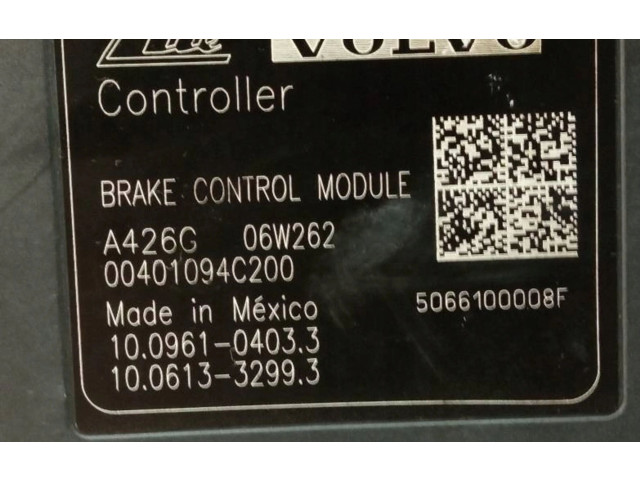 Ate VOLVO
Controller
BRAKE CONTROL MODULE
A426G 06W262
00401094C200
Made in México 5066100008F
10.0961-0403.3
10.0613-3299.3